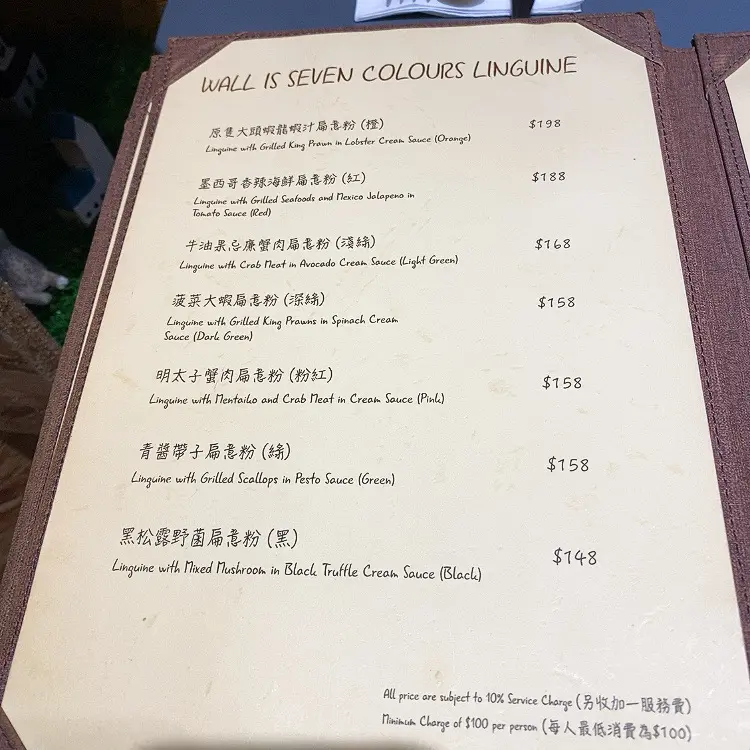 WALL IS SEVEN COLOURS LINGUINE
原隻大頭蝦龍蝦汁扁意粉 (橙) $198
Linguine with Grilled King Prawn in Lobster Cream Sauce (Orange)
墨西哥香辣海鮮扁意粉 (紅) $188
Linguine with Grilled Seafoods and Mexico Jalapeno in
Tomato Sauce (Red)
牛油果忌廉蟹肉扁意粉 (淺綠) $168
Linguine with Crab Meat in Avocado Cream Sauce (Light Green)
菠菜大蝦扁意粉 (深綠) $158
Linguine with Grilled King Prawns in Spinach Cream
Sauce (Dark Green)
明太子蟹肉扁意粉 (粉紅) $158
Linguine with Mentaiko and Crab Meat in Cream Sauce (Pink)
青醬帶子扁意粉 (綠) $158
Linguine with Grilled Scallops in Pesto Sauce (Green)
黑松露野菌扁意粉 (黑) $148
Linguine with Mixed Mushroom in Black Truffle Cream Sauce (Black)
All price are subject to 10% Service Charge (另收加一服務費)
Minimum Charge of $100 per person (每人最低消費為$100)